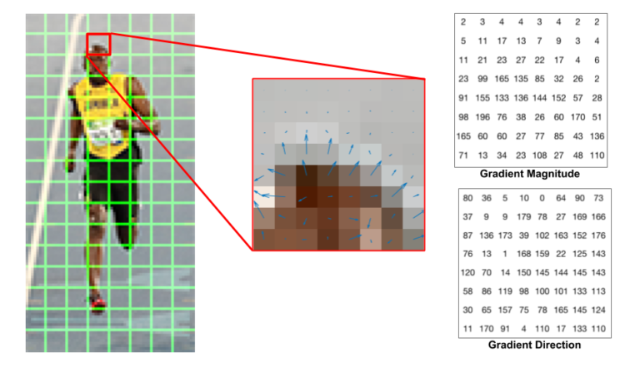 2 3 4 4 3 4 2 2
5 11 17 13 7 9 3 4
11 21 23 27 22 17 4 6
23 99 165 135 85 32 26 2
91 155 133 136 144 152 57 28
98 196 76 38 26 60 170 51
165 60 60 27 77 85 43 136
71 13 34 23 108 27 48 110
Gradient Magnitude
80 36 5 10 0 64 90 73
37 9 9 179 78 27 169 166
87 136 173 39 102 163 152 176
76 13 1 168 159 22 125 143
120 70 14 150 145 144 145 143
58 86 119 98 100 101 133 113
30 65 157 75 78 165 145 124
11 170 91 4 110 17 133 110
Gradient Direction